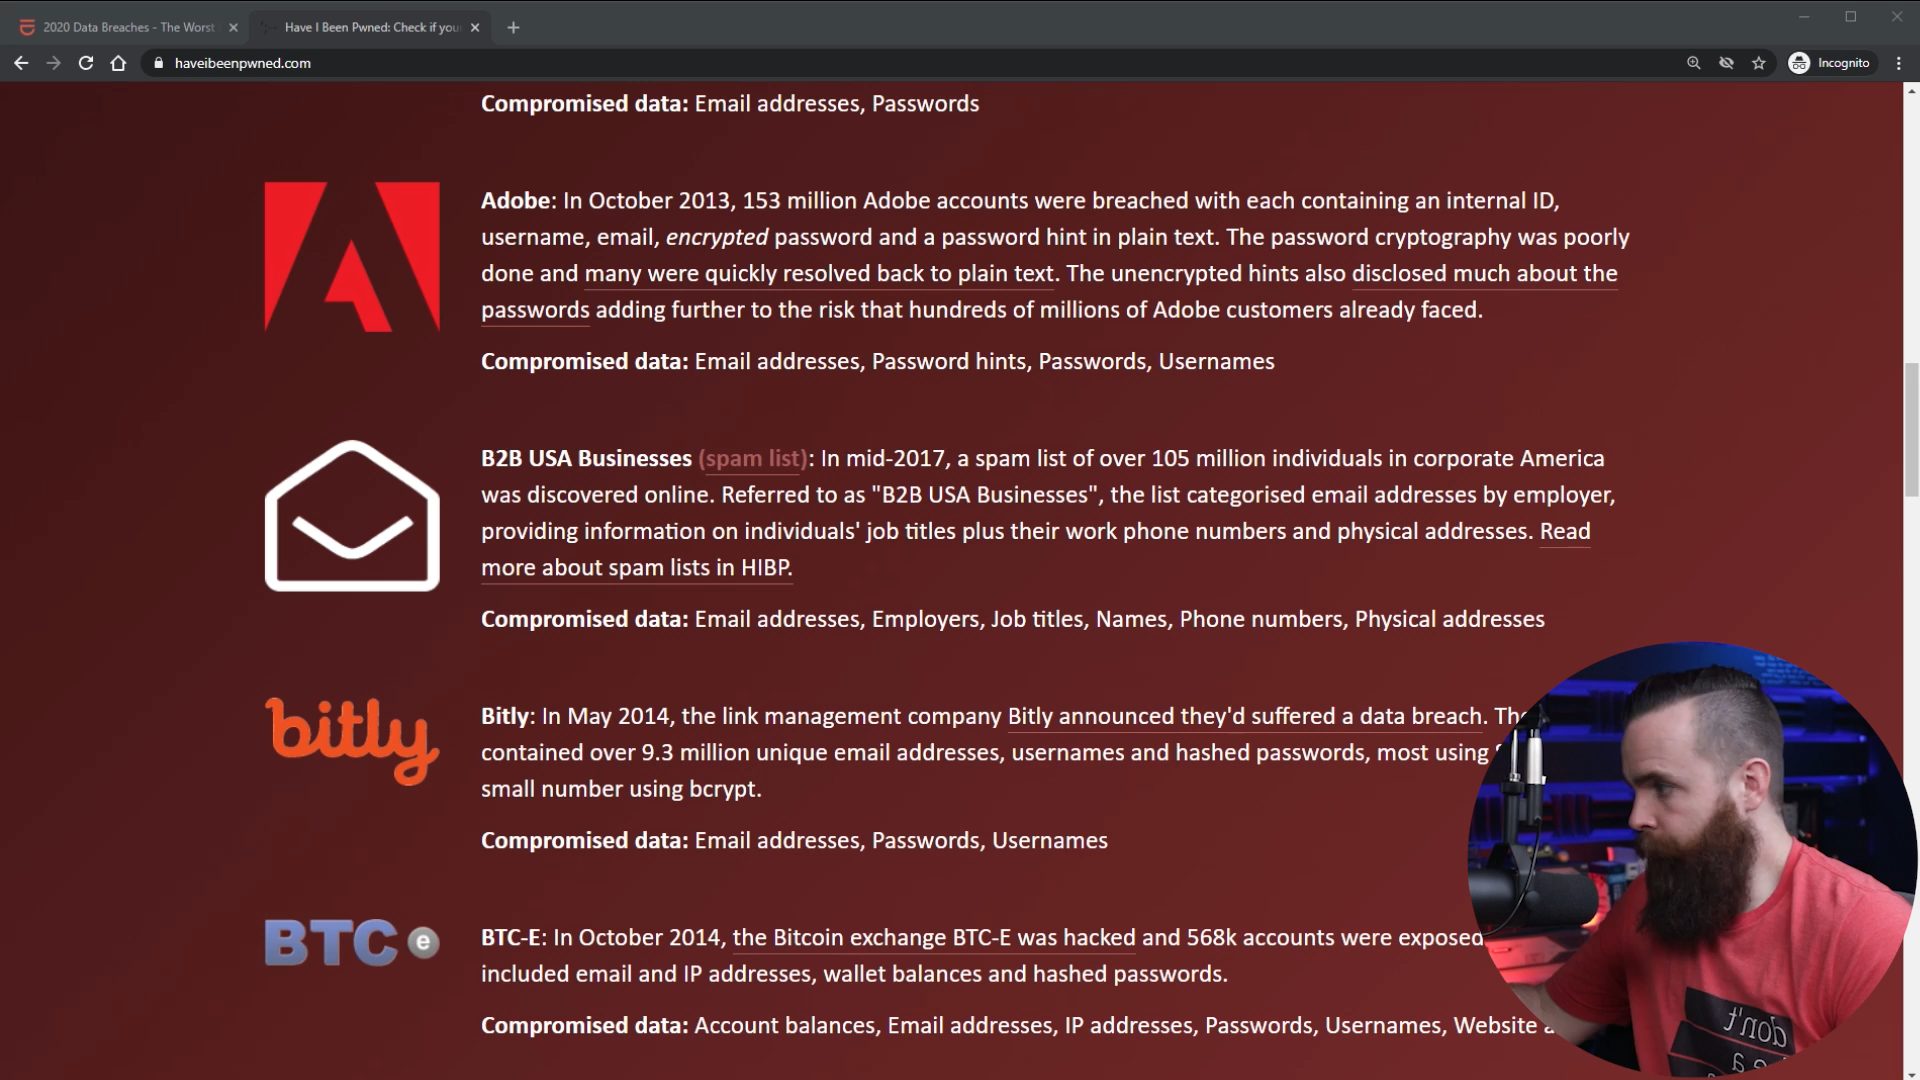 2020 Data Breaches - The Worst
Have I Been Pwned: Check if you
haveibeenpwned.com
Incognito
Compromised data: Email addresses, Passwords
Adobe: In October 2013, 153 million Adobe accounts were breached with each containing an internal ID,
username, email, encrypted password and a password hint in plain text. The password cryptography was poorly
done and many were quickly resolved back to plain text. The unencrypted hints also disclosed much about the
passwords adding further to the risk that hundreds of millions of Adobe customers already faced.
Compromised data: Email addresses, Password hints, Passwords, Usernames
B2B USA Businesses (spam list): In mid-2017, a spam list of over 105 million individuals in corporate America
was discovered online. Referred to as "B2B USA Businesses", the list categorised email addresses by employer,
providing information on individuals' job titles plus their work phone numbers and physical addresses. Read
more about spam lists in HIBP.
Compromised data: Email addresses, Employers, Job titles, Names, Phone numbers, Physical addresses
bitly
Bitly: In May 2014, the link management company Bitly announced they'd suffered a data breach.
contained over 9.3 million unique email addresses, usernames and hashed passwords, most using
small number using bcrypt.
Compromised data: Email addresses, Passwords, Usernames
BTC e
BTC-E: In October 2014, the Bitcoin exchange BTC-E was hacked and 568k accounts were exposed
included email and IP addresses, wallet balances and hashed passwords.
Compromised data: Account balances, Email addresses, IP addresses, Passwords, Usernames, Website
don't